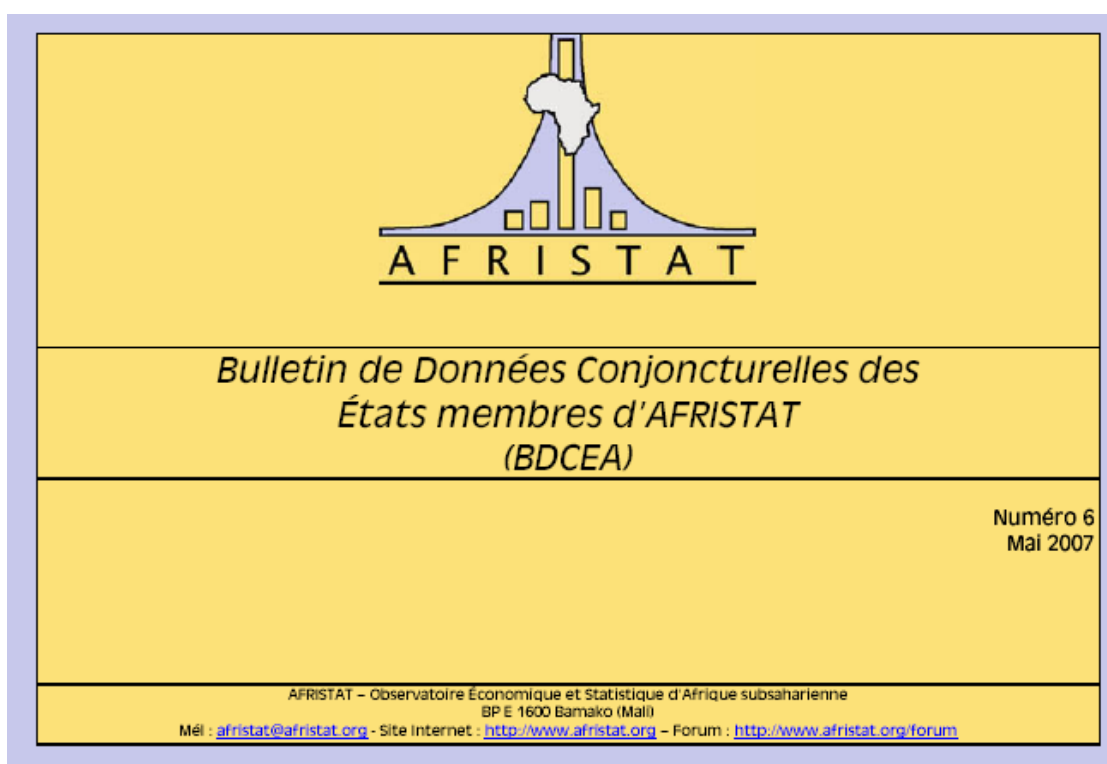 AFRISTAT
Bulletin de Données Conjoncturelles des
États membres d'AFRISTAT
(BDCEA)
Numéro 6
Mai 2007
AFRISTAT – Observatoire Économique et Statistique d'Afrique subsaharienne
BP E 1600 Bamako (Mali)
Mél : afristat@afristat.org - Site Internet : http://www.afristat.org – Forum : http://www.afristat.org/forum